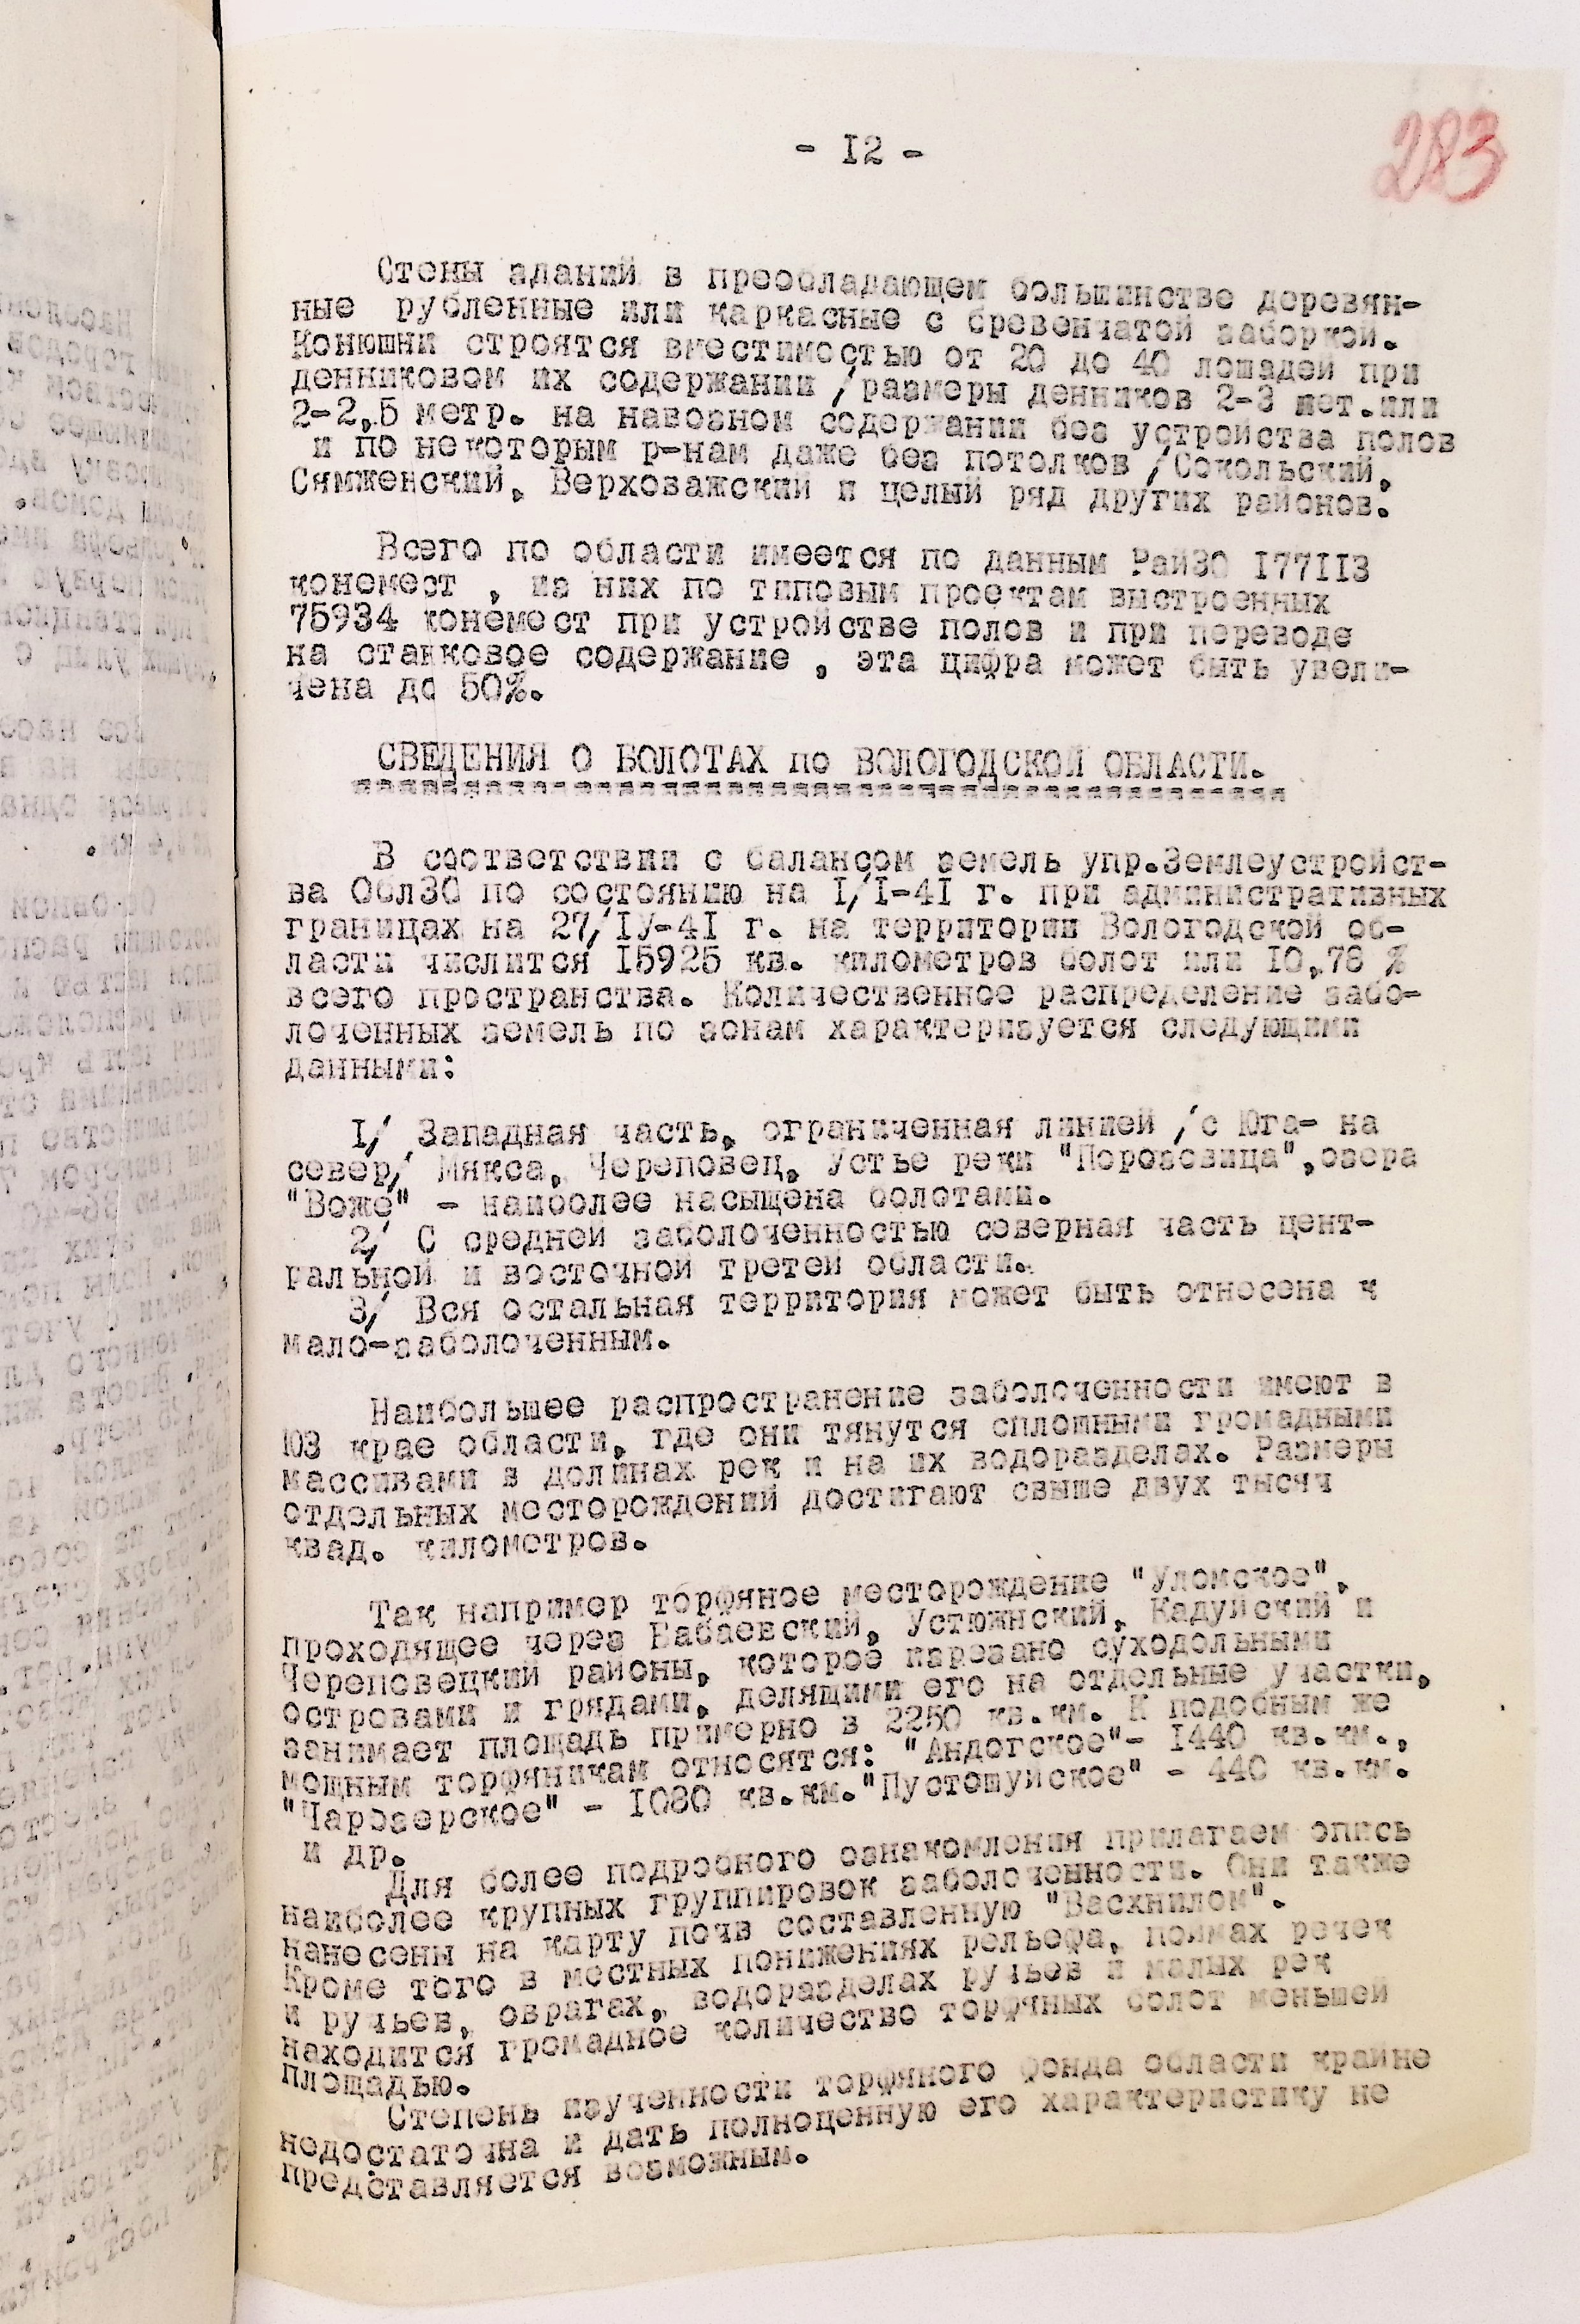 - I2 -
283
Стены зданий в преобладающем большинстве деревян-
ные рубленные или каркасные с бревенчатой заборкой.
Конюшни строятся вместимостью от 20 до 40 лошадей при
денниковом их содержании /размеры денников 2-3 мет.или
2-2,5 метр. на навозном содержании без устройства полов
и по некоторым р-нам даже без потолков /Сокольский,
Сямженский, Верховажский и целый ряд других районов.
Всего по области имеется по данным РайЗО I77II3
конемест , из них по типовым проектам выстроенных
75934 конемест при устройстве полов и при переводе
на станковое содержание , эта цифра может быть увели-
чена до 50%.
СВЕДЕНИЯ О БОЛОТАХ по ВОЛОГОДСКОЙ ОБЛАСТИ.
В соответствии с балансом земель упр.Землеустройст-
ва ОблЗО по состоянию на I/I-4I г. при административных
границах на 27/IУ-4I г. на территории Вологодской об-
ласти числится I5925 кв. километров болот или I0,78 %
всего пространства. Количественное распределение забо-
лоченных земель по зонам характеризуется следующими
данными:
I/ Западная часть, ограниченная линией /с Юга- на
север/ Мякса, Череповец, Устье реки "Порозовица",озера
"Воже" - наиболее насыщена болотами.
2/ С средней заболоченностью северная часть цент-
ральной и восточной третей области.
3/ Вся остальная территория может быть отнесена к
мало-заболоченным.
Наибольшее распространение заболоченности имеют в
ЮЗ крае области, где они тянутся сплошными громадными
массивами в долинах рек и на их водоразделах. Размеры
отдельных месторождений достигают свыше двух тысяч
квад. километров.
Так например торфяное месторождение "Уломское",
проходящее через Бабаевский, Устюжнский, Кадуйский и
Череповецкий районы, которое изрезано суходольными
островами и грядами, делящими его на отдельные участки,
занимает площадь примерно в 2250 кв.км. К подобным же
мощным торфяникам относятся: "Андогское"- I440 кв.км.,
"Чарозерское" - I080 кв.км."Пустошуйское" - 440 кв.км.
и др.
Для более подробного ознакомления прилагаем опись
наиболее крупных группировок заболоченности. Они также
нанесены на карту почв составленную "Васхнилом".
Кроме того в местных понижениях рельефа, поймах речек
и ручьев, оврагах, водоразделах ручьев и малых рек
находится громадное количество торфяных болот меньшей
площадью.
Степень изученности торфяного фонда области крайне
недостаточна и дать полноценную его характеристику не
представляется возможным.